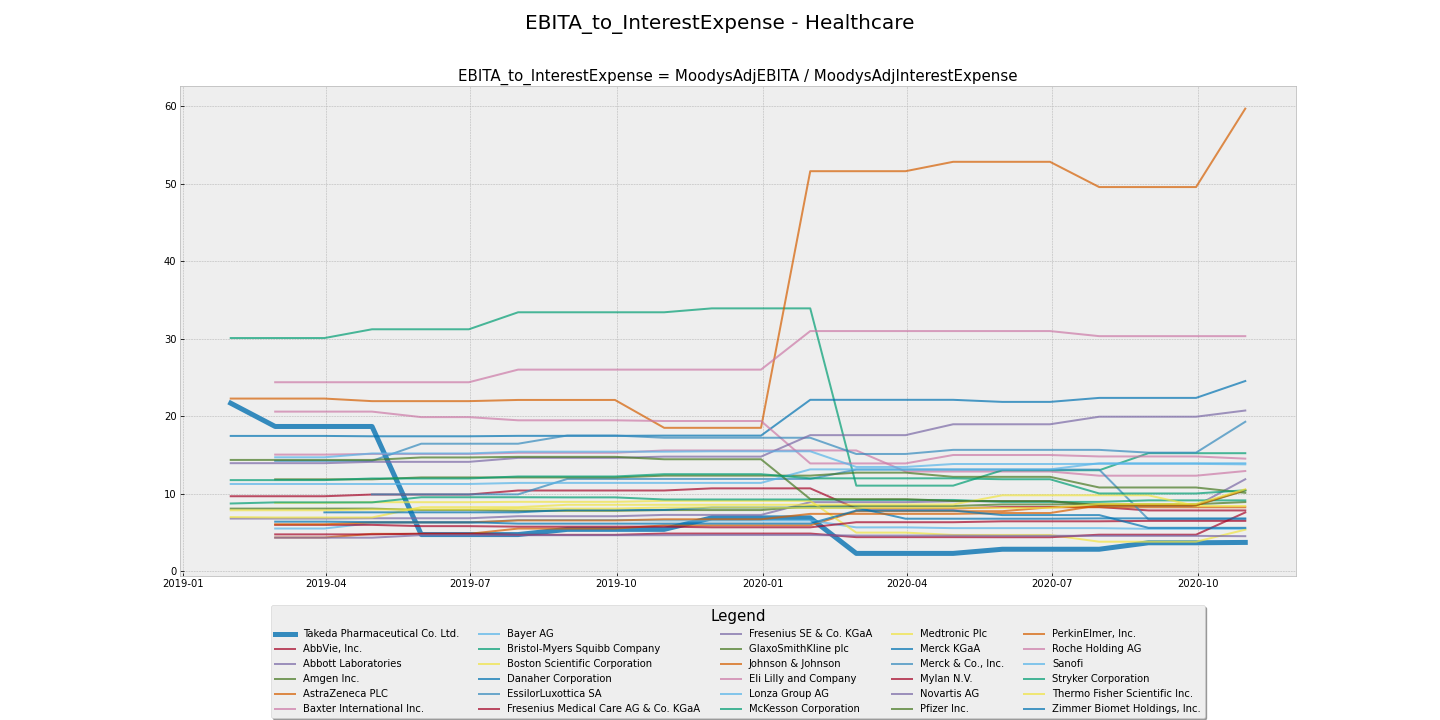 EBITA_to_InterestExpense - Healthcare
EBITA_to_InterestExpense = MoodysAdjEBITA / MoodysAdjInterestExpense
60
50
40
30
20
10
0
2019-01 2019-04 2019-07 2019-10 2020-01 2020-04 2020-07 2020-10
Legend
Takeda Pharmaceutical Co. Ltd. Bayer AG Fresenius SE & Co. KGaA Medtronic Plc PerkinElmer, Inc.
AbbVie, Inc. Bristol-Myers Squibb Company GlaxoSmithKline plc Merck KGaA Roche Holding AG
Abbott Laboratories Boston Scientific Corporation Johnson & Johnson Merck & Co., Inc. Sanofi
Amgen Inc. Danaher Corporation Eli Lilly and Company Mylan N.V. Stryker Corporation
AstraZeneca PLC EssilorLuxottica SA Lonza Group AG Novartis AG Thermo Fisher Scientific Inc.
Baxter International Inc. Fresenius Medical Care AG & Co. KGaA McKesson Corporation Pfizer Inc. Zimmer Biomet Holdings, Inc.